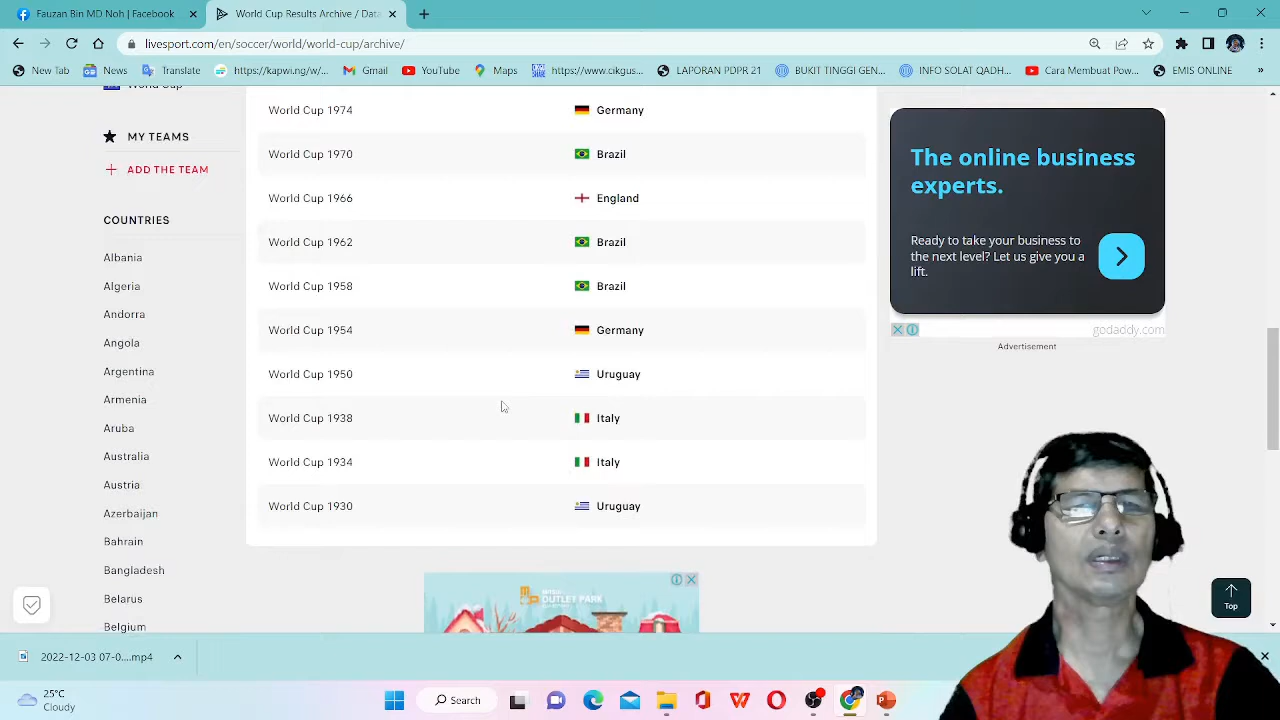 Fauzan Bin MD Noh | Facebook
World Cup Results Archive / Data
livesport.com/en/soccer/world/world-cup/archive/
New Tab
News
Translate
https://kapwing.g/w/...
Gmail
YouTube
Maps
https://www.cikgus...
LAPORAN PDPR 21
BUKIT TINGGI GEN...
INFO SOLAT QADH...
Cara Membuat Pow...
EMIS ONLINE
»
World Cup
MY TEAMS
ADD THE TEAM
COUNTRIES
Albania
Algeria
Andorra
Angola
Argentina
Armenia
Aruba
Australia
Austria
Azerbaijan
Bahrain
Bangladesh
Belarus
Belgium
World Cup 1974 Germany
World Cup 1970 Brazil
World Cup 1966 England
World Cup 1962 Brazil
World Cup 1958 Brazil
World Cup 1954 Germany
World Cup 1950 Uruguay
World Cup 1938 Italy
World Cup 1934 Italy
World Cup 1930 Uruguay
OUTLET PARK
The online business
experts.
Ready to take your business to
the next level? Let us give you a
lift.
godaddy.com
Advertisement
Top
2022-12-03 07-0....mp4
25°C
Cloudy
Search